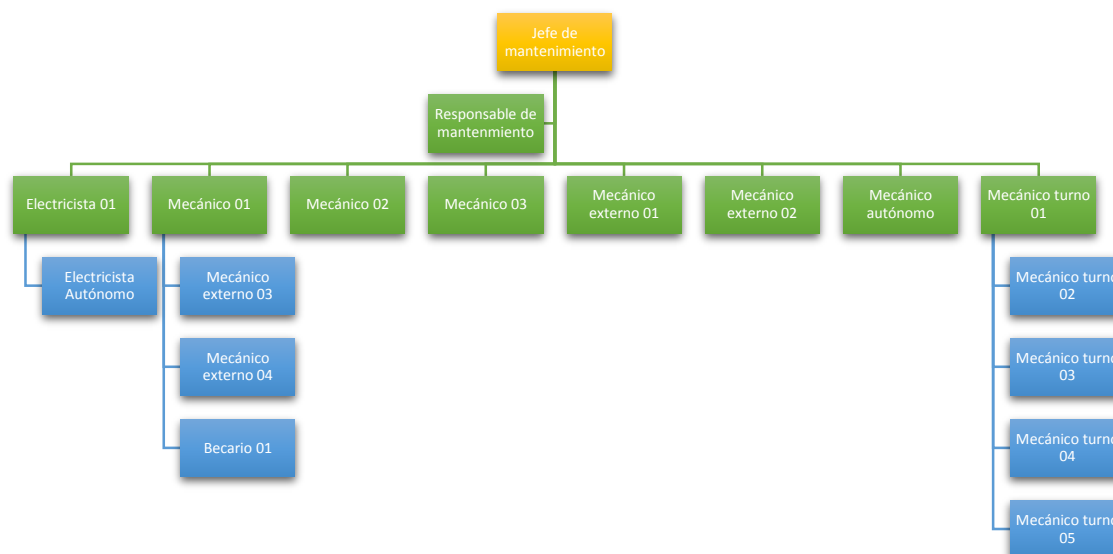 Jefe de
mantenimiento
Responsable de
mantenmiento
Electricista 01
Mecánico 01
Mecánico 02
Mecánico 03
Mecánico
externo 01
Mecánico
externo 02
Mecánico
autónomo
Mecánico turno
01
Electricista
Autónomo
Mecánico
externo 03
Mecánico turno
02
Mecánico
externo 04
Mecánico turno
03
Becario 01
Mecánico turno
04
Mecánico turno
05